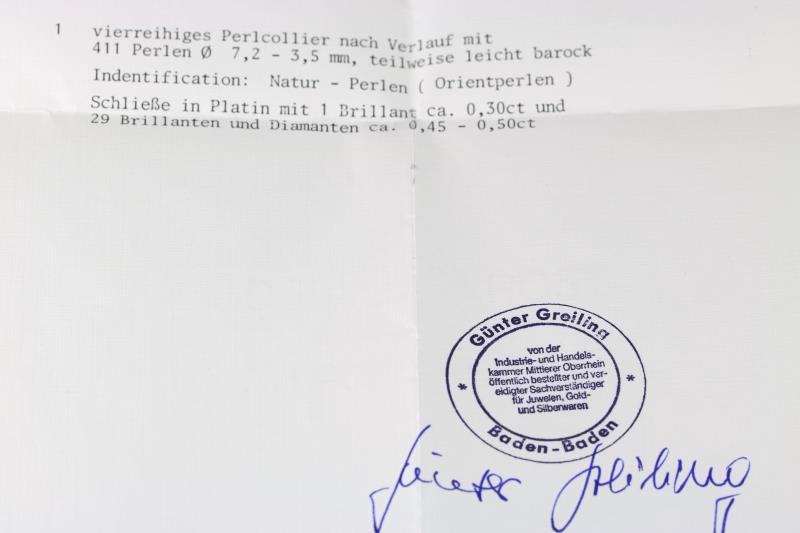 1 vierreihiges Perlcollier nach Verlauf mit
411 Perlen Ø 7,2 - 3,5 mm, teilweise leicht barock
Indentification: Natur - Perlen ( Orientperlen )
Schließe in Platin mit 1 Brillant ca. 0,30ct und
29 Brillanten und Diamanten ca. 0,45 - 0,50ct
Günter Greiling
von der
Industrie- und Handels-
kammer Mittlerer Oberrhein
öffentlich bestellter und ver-
eidigter Sachverständiger
für Juwelen, Gold-
und Silberwaren
* *
Baden-Baden
Günter Greiling